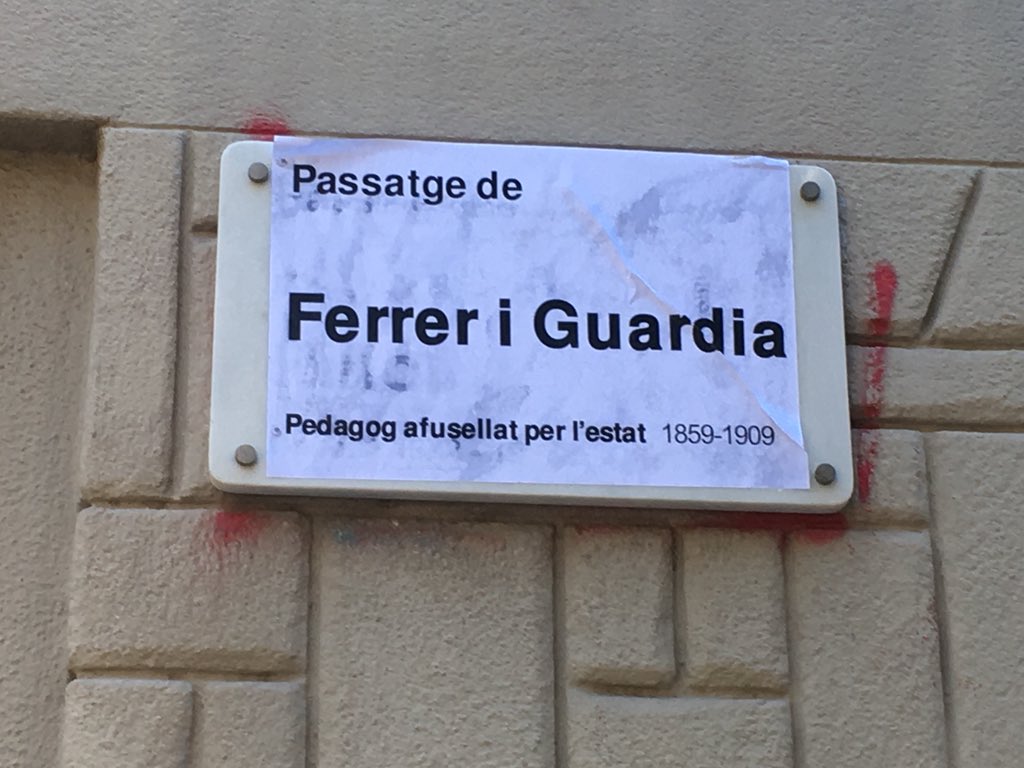 Passatge de
Ferrer i Guardia
Pedagog afusellat per l'estat 1859-1909